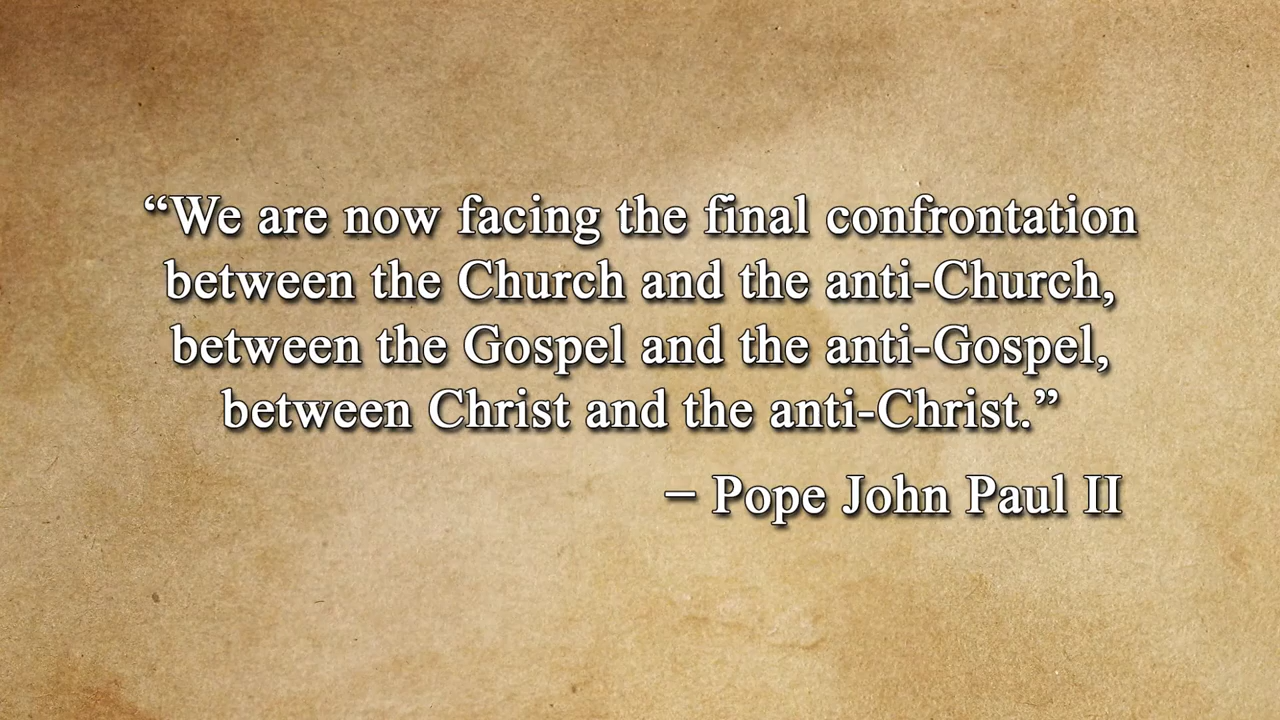 “We are now facing the final confrontation
between the Church and the anti-Church,
between the Gospel and the anti-Gospel,
between Christ and the anti-Christ.”
– Pope John Paul II